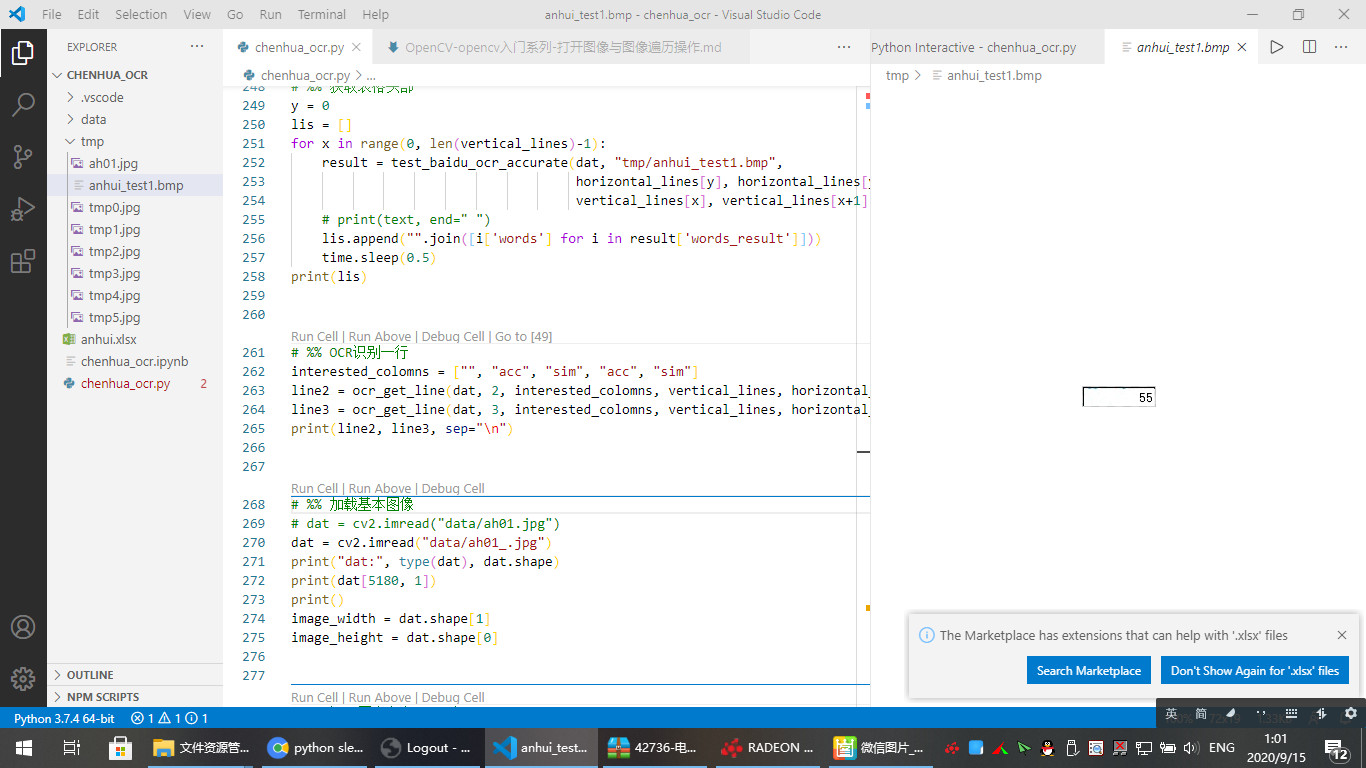 File Edit Selection View Go Run Terminal Help anhui_test1.bmp - chenhua_ocr - Visual Studio Code
EXPLORER
CHENHUA_OCR
.vscode
data
tmp
ah01.jpg
anhui_test1.bmp
tmp0.jpg
tmp1.jpg
tmp2.jpg
tmp3.jpg
tmp4.jpg
tmp5.jpg
anhui.xlsx
chenhua_ocr.ipynb
chenhua_ocr.py 2
OUTLINE
NPM SCRIPTS
chenhua_ocr.py OpenCV-opencv入门系列-打开图像与图像遍历操作.md
chenhua_ocr.py > ...
248 # %% 获取表格头部
249 y = 0
250 lis = []
251 for x in range(0, len(vertical_lines)-1):
252 result = test_baidu_ocr_accurate(dat, "tmp/anhui_test1.bmp",
253 horizontal_lines[y], horizontal_lines[y
254 vertical_lines[x], vertical_lines[x+1]
255 # print(text, end=" ")
256 lis.append("".join([i['words'] for i in result['words_result']]))
257 time.sleep(0.5)
258 print(lis)
259
260
Run Cell | Run Above | Debug Cell | Go to [49]
261 # %% OCR识别一行
262 interested_colomns = ["", "acc", "sim", "acc", "sim"]
263 line2 = ocr_get_line(dat, 2, interested_colomns, vertical_lines, horizontal_
264 line3 = ocr_get_line(dat, 3, interested_colomns, vertical_lines, horizontal_
265 print(line2, line3, sep="\n")
266
267
Run Cell | Run Above | Debug Cell
268 # %% 加载基本图像
269 # dat = cv2.imread("data/ah01.jpg")
270 dat = cv2.imread("data/ah01_.jpg")
271 print("dat:", type(dat), dat.shape)
272 print(dat[5180, 1])
273 print()
274 image_width = dat.shape[1]
275 image_height = dat.shape[0]
276
277
Run Cell | Run Above | Debug Cell
Python Interactive - chenhua_ocr.py anhui_test1.bmp
tmp > anhui_test1.bmp
55
The Marketplace has extensions that can help with '.xlsx' files
Search Marketplace Don't Show Again for '.xlsx' files
Python 3.7.4 64-bit 1 1 1
英 简
文件资源管... python sle... Logout - ... anhui_test... 42736-电... RADEON ... 微信图片_... ENG 1:01
2020/9/15 12